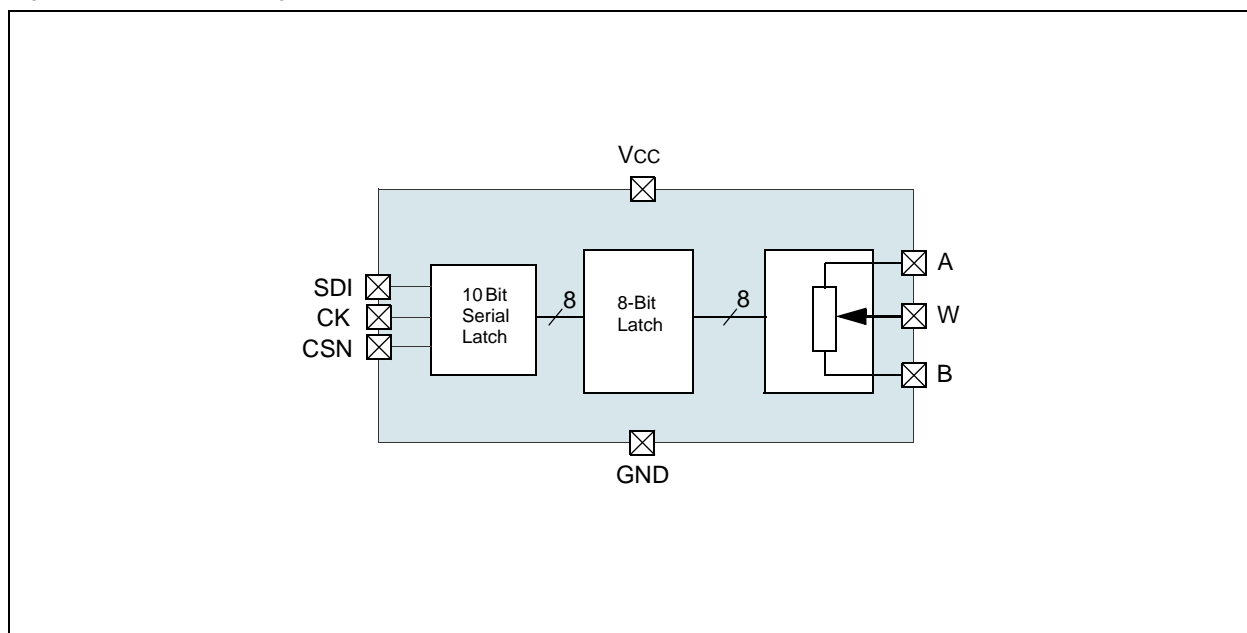 VCC
SDI
CK
CSN
10 Bit
Serial
Latch
8
8-Bit
Latch
8
A
W
B
GND